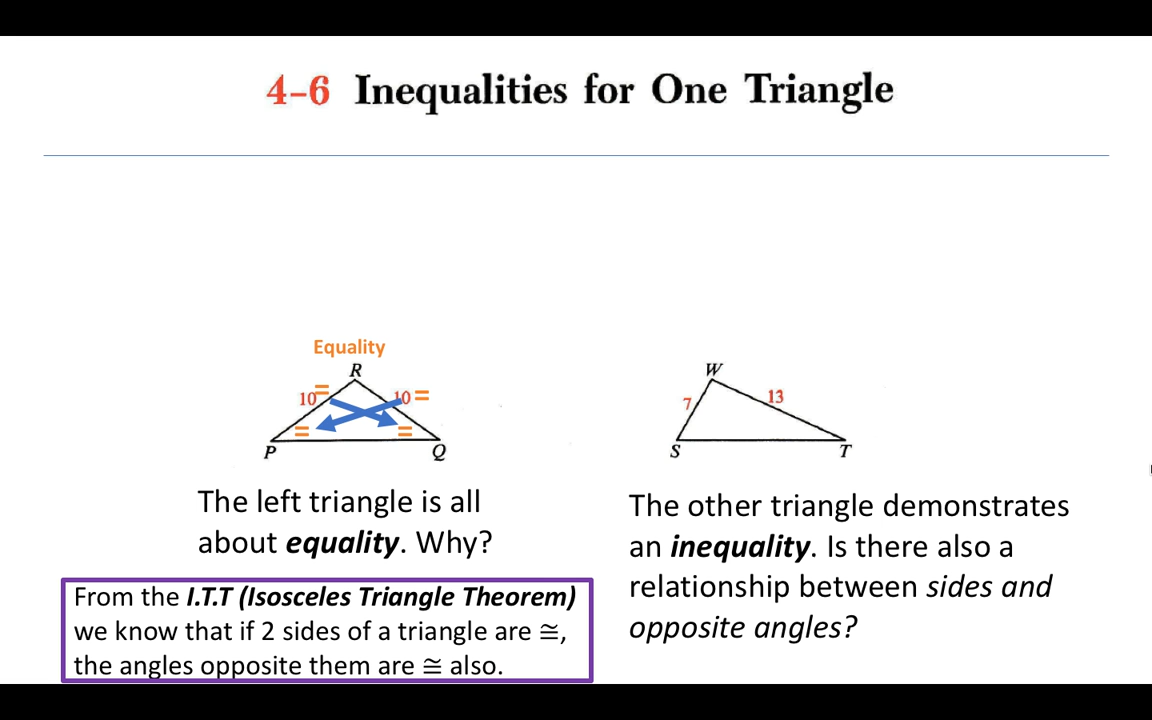 4-6 Inequalities for One Triangle
Equality
R
10 =
10 =
=
=
P
Q
W
7
13
S
T
The left triangle is all
about equality. Why?
From the I.T.T (Isosceles Triangle Theorem)
we know that if 2 sides of a triangle are ≅,
the angles opposite them are ≅ also.
The other triangle demonstrates
an inequality. Is there also a
relationship between sides and
opposite angles?